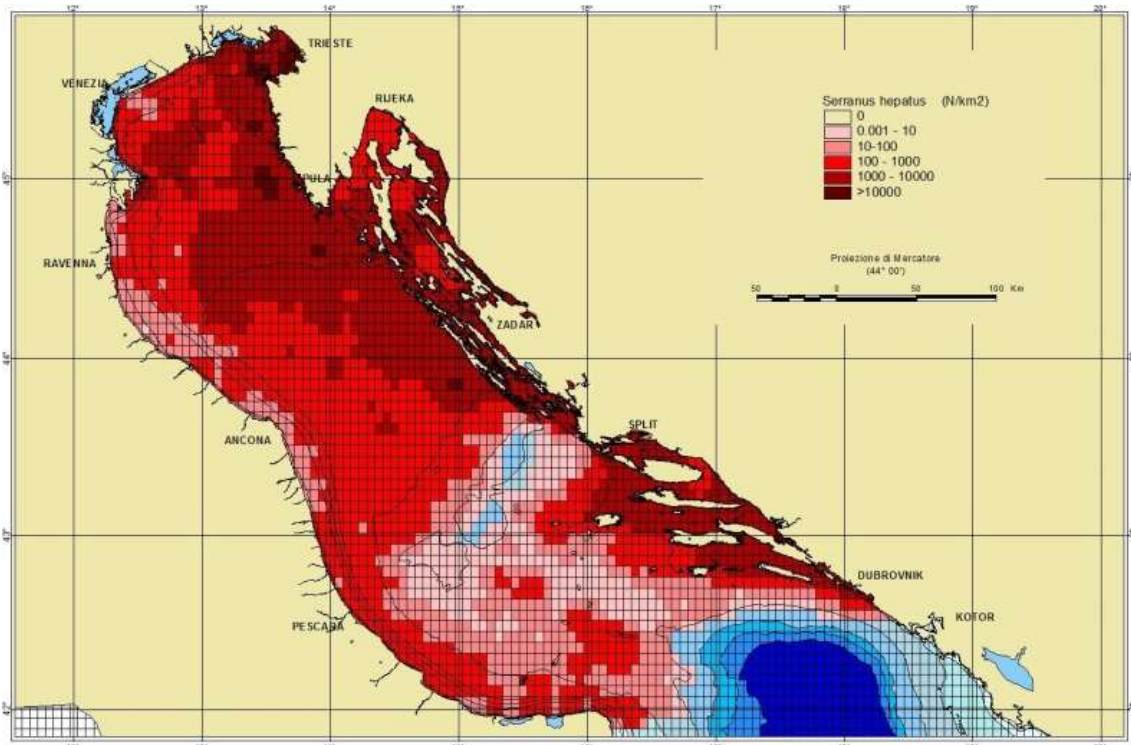 12° 13° 14° 15° 16° 17° 18° 19° 20°
TRIESTE
VENEZIA
RIJEKA
Serranus hepatus (N/km2)
0
0.001 - 10
10-100
100 - 1000
1000 - 10000
>10000
45°
PULA
RAVENNA
Proiezione di Mercatore
(44° 00')
50 0 50 100 Km
ZADAR
44°
ANCONA
SPLIT
43°
DUBROVNIK
PESCARA
KOTOR
42°